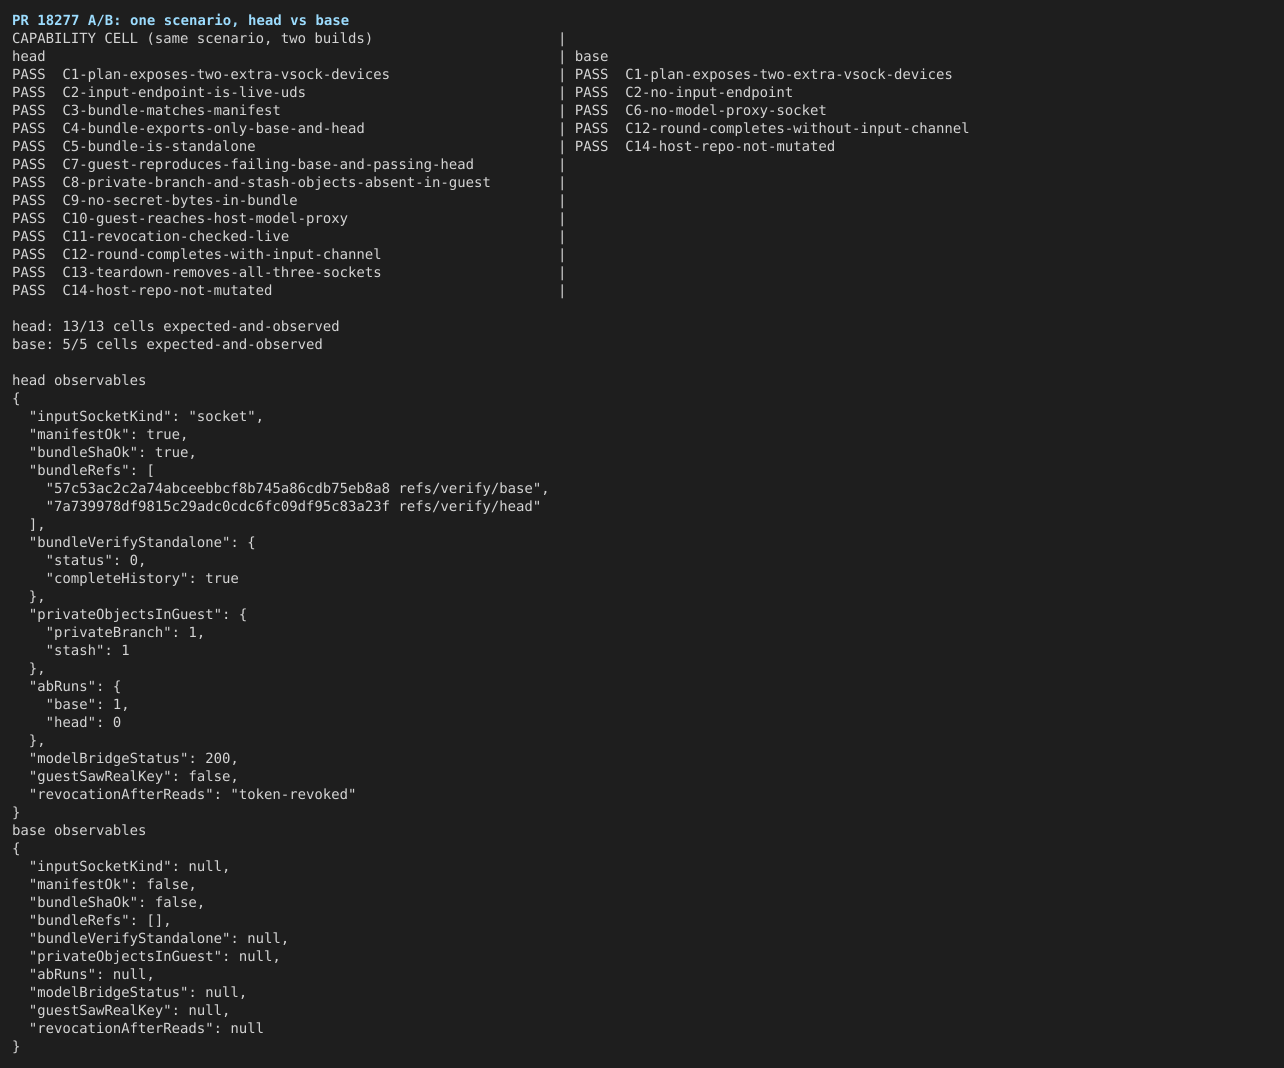 PR 18277 A/B: one scenario, head vs base
CAPABILITY CELL (same scenario, two builds)                      |
head                                                             | base
PASS  C1-plan-exposes-two-extra-vsock-devices                    | PASS  C1-plan-exposes-two-extra-vsock-devices
PASS  C2-input-endpoint-is-live-uds                              | PASS  C2-no-input-endpoint
PASS  C3-bundle-matches-manifest                                 | PASS  C6-no-model-proxy-socket
PASS  C4-bundle-exports-only-base-and-head                       | PASS  C12-round-completes-without-input-channel
PASS  C5-bundle-is-standalone                                    | PASS  C14-host-repo-not-mutated
PASS  C7-guest-reproduces-failing-base-and-passing-head          |
PASS  C8-private-branch-and-stash-objects-absent-in-guest        |
PASS  C9-no-secret-bytes-in-bundle                               |
PASS  C10-guest-reaches-host-model-proxy                         |
PASS  C11-revocation-checked-live                                |
PASS  C12-round-completes-with-input-channel                     |
PASS  C13-teardown-removes-all-three-sockets                     |
PASS  C14-host-repo-not-mutated                                  |

head: 13/13 cells expected-and-observed
base: 5/5 cells expected-and-observed

head observables
{
  "inputSocketKind": "socket",
  "manifestOk": true,
  "bundleShaOk": true,
  "bundleRefs": [
    "57c53ac2c2a74abceebbcf8b745a86cdb75eb8a8 refs/verify/base",
    "7a739978df9815c29adc0cdc6fc09df95c83a23f refs/verify/head"
  ],
  "bundleVerifyStandalone": {
    "status": 0,
    "completeHistory": true
  },
  "privateObjectsInGuest": {
    "privateBranch": 1,
    "stash": 1
  },
  "abRuns": {
    "base": 1,
    "head": 0
  },
  "modelBridgeStatus": 200,
  "guestSawRealKey": false,
  "revocationAfterReads": "token-revoked"
}
base observables
{
  "inputSocketKind": null,
  "manifestOk": false,
  "bundleShaOk": false,
  "bundleRefs": [],
  "bundleVerifyStandalone": null,
  "privateObjectsInGuest": null,
  "abRuns": null,
  "modelBridgeStatus": null,
  "guestSawRealKey": null,
  "revocationAfterReads": null
}